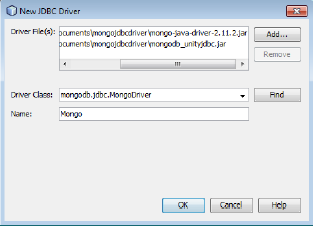 New JDBC Driver
Driver File(s):
ocuments\mongojdbcdriver\mongo-java-driver-2.11.2.jar
ocuments\mongojdbcdriver\mongodb_unityjdbc.jar
Add...
Remove
Driver Class:
mongodb.jdbc.MongoDriver
Find
Name:
Mongo
OK
Cancel
Help